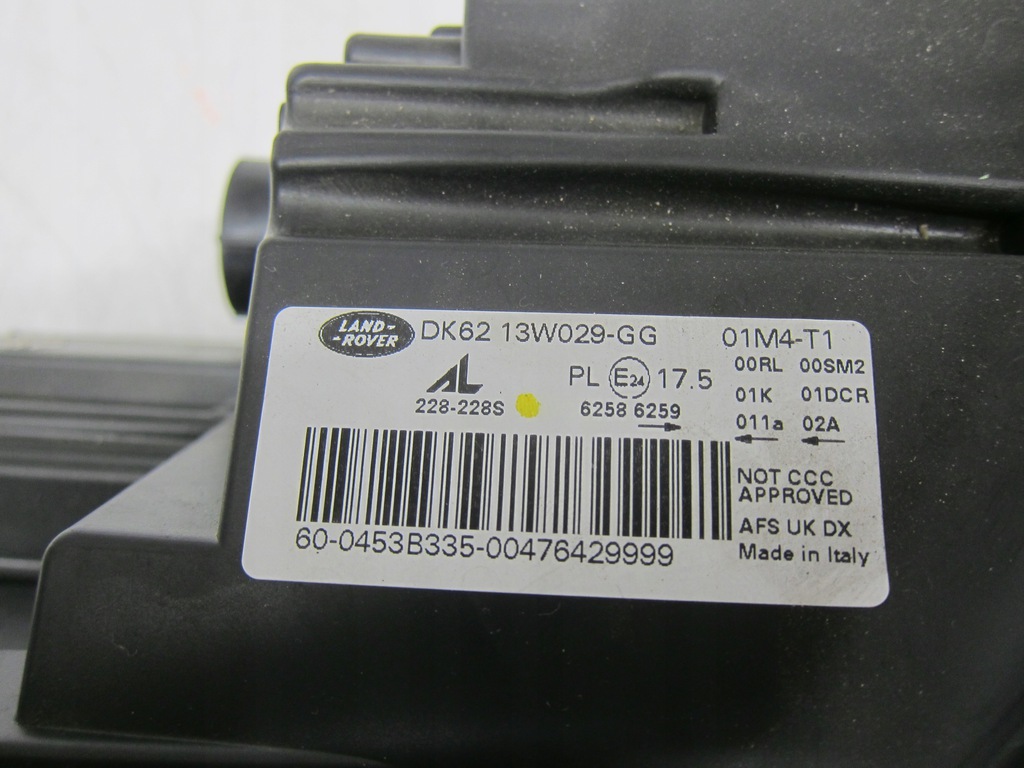 LAND-
-ROVER
DK62 13W029-GG 01M4-T1
00RL 00SM2
AL PL E24 17.5
01K 01DCR
228-228S 6258 6259
011a 02A
NOT CCC
APPROVED
AFS UK DX
60-0453B335-00476429999
Made in Italy